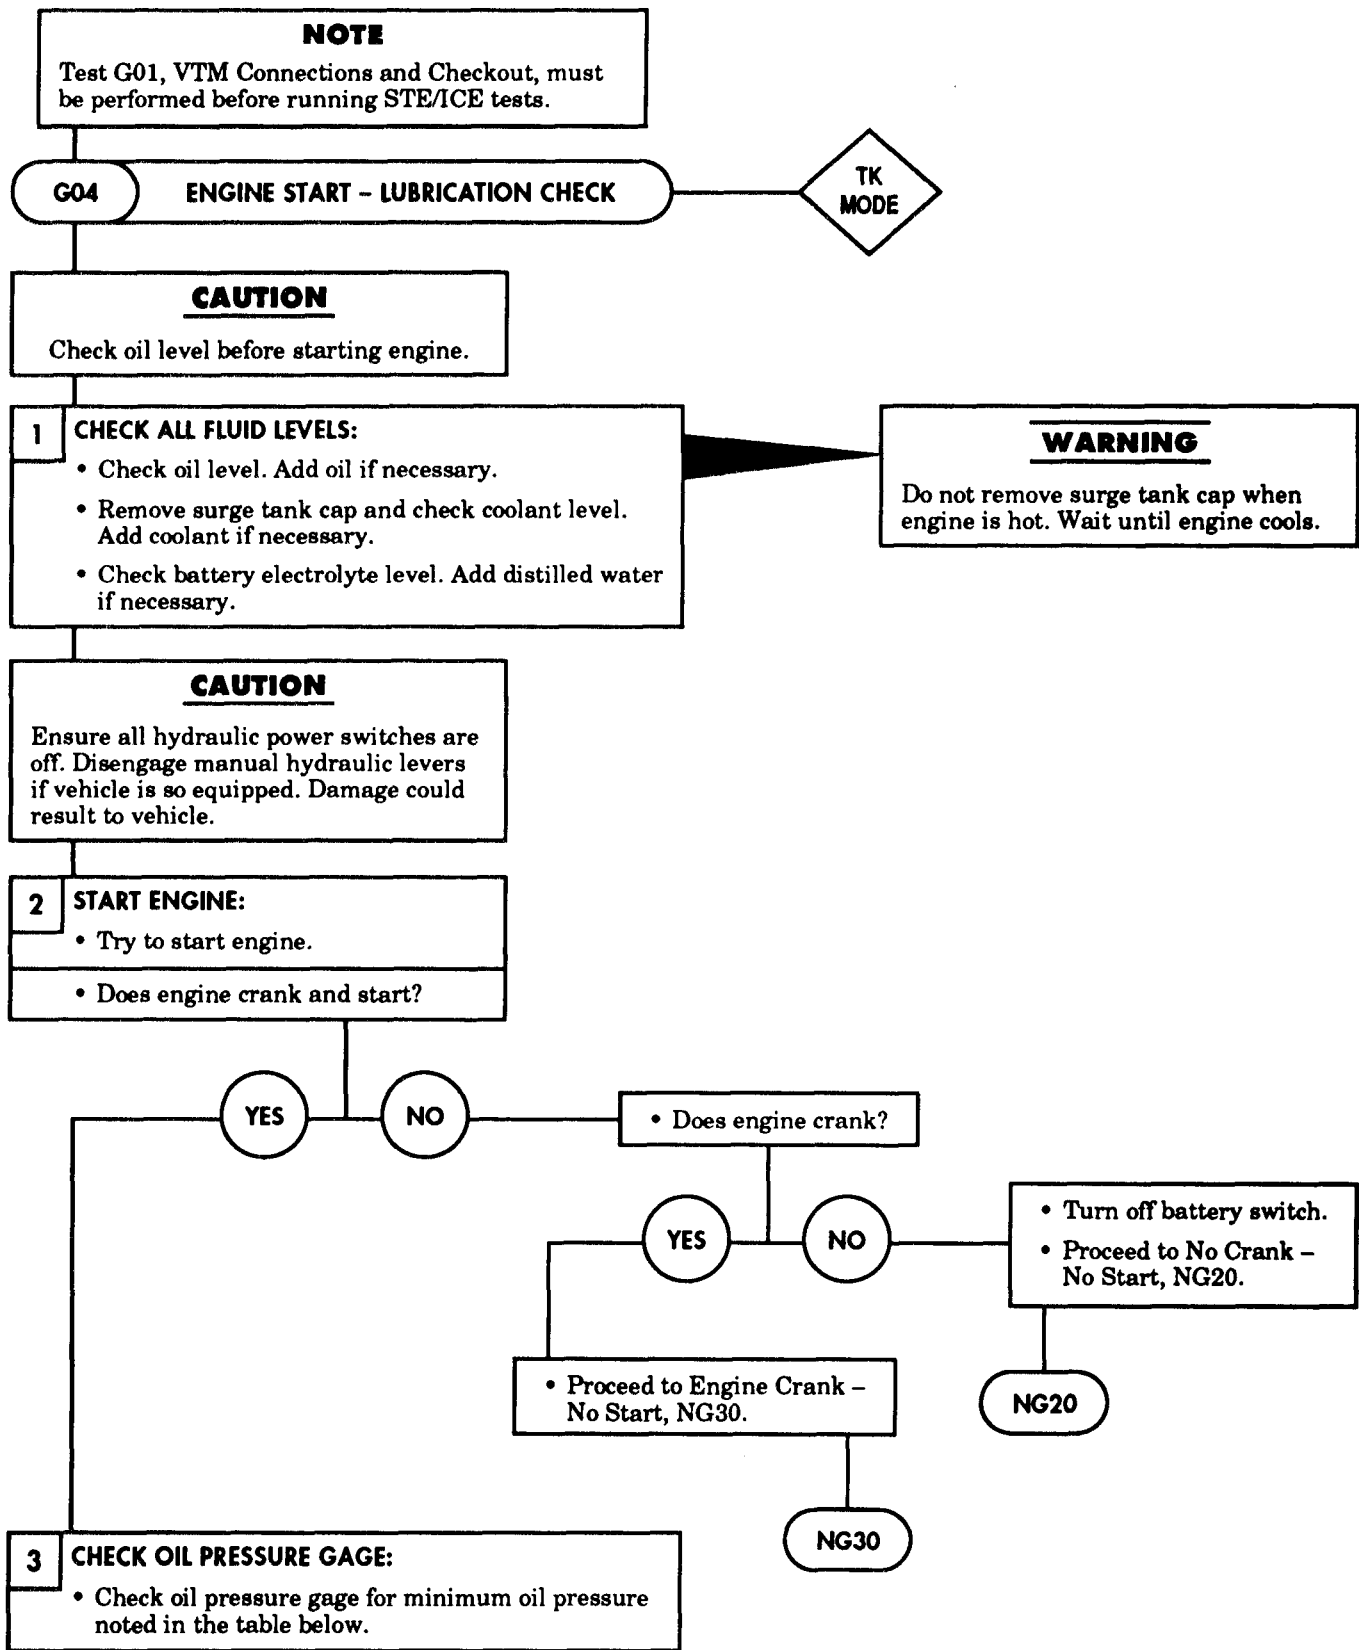 NOTE
Test G01, VTM Connections and Checkout, must
be performed before running STE/ICE tests.
G04 ENGINE START – LUBRICATION CHECK
TK
MODE
CAUTION
Check oil level before starting engine.
1 CHECK ALL FLUID LEVELS:
• Check oil level. Add oil if necessary.
• Remove surge tank cap and check coolant level.
Add coolant if necessary.
• Check battery electrolyte level. Add distilled water
if necessary.
WARNING
Do not remove surge tank cap when
engine is hot. Wait until engine cools.
CAUTION
Ensure all hydraulic power switches are
off. Disengage manual hydraulic levers
if vehicle is so equipped. Damage could
result to vehicle.
2 START ENGINE:
• Try to start engine.
• Does engine crank and start?
YES
NO
• Does engine crank?
YES
NO
• Turn off battery switch.
• Proceed to No Crank –
No Start, NG20.
NG20
• Proceed to Engine Crank –
No Start, NG30.
NG30
3 CHECK OIL PRESSURE GAGE:
• Check oil pressure gage for minimum oil pressure
noted in the table below.